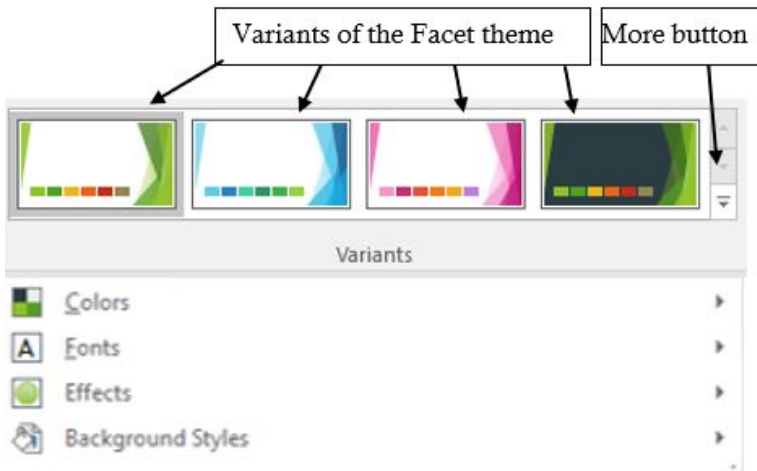 Variants of the Facet theme
More button
Variants
Colors
Fonts
Effects
Background Styles